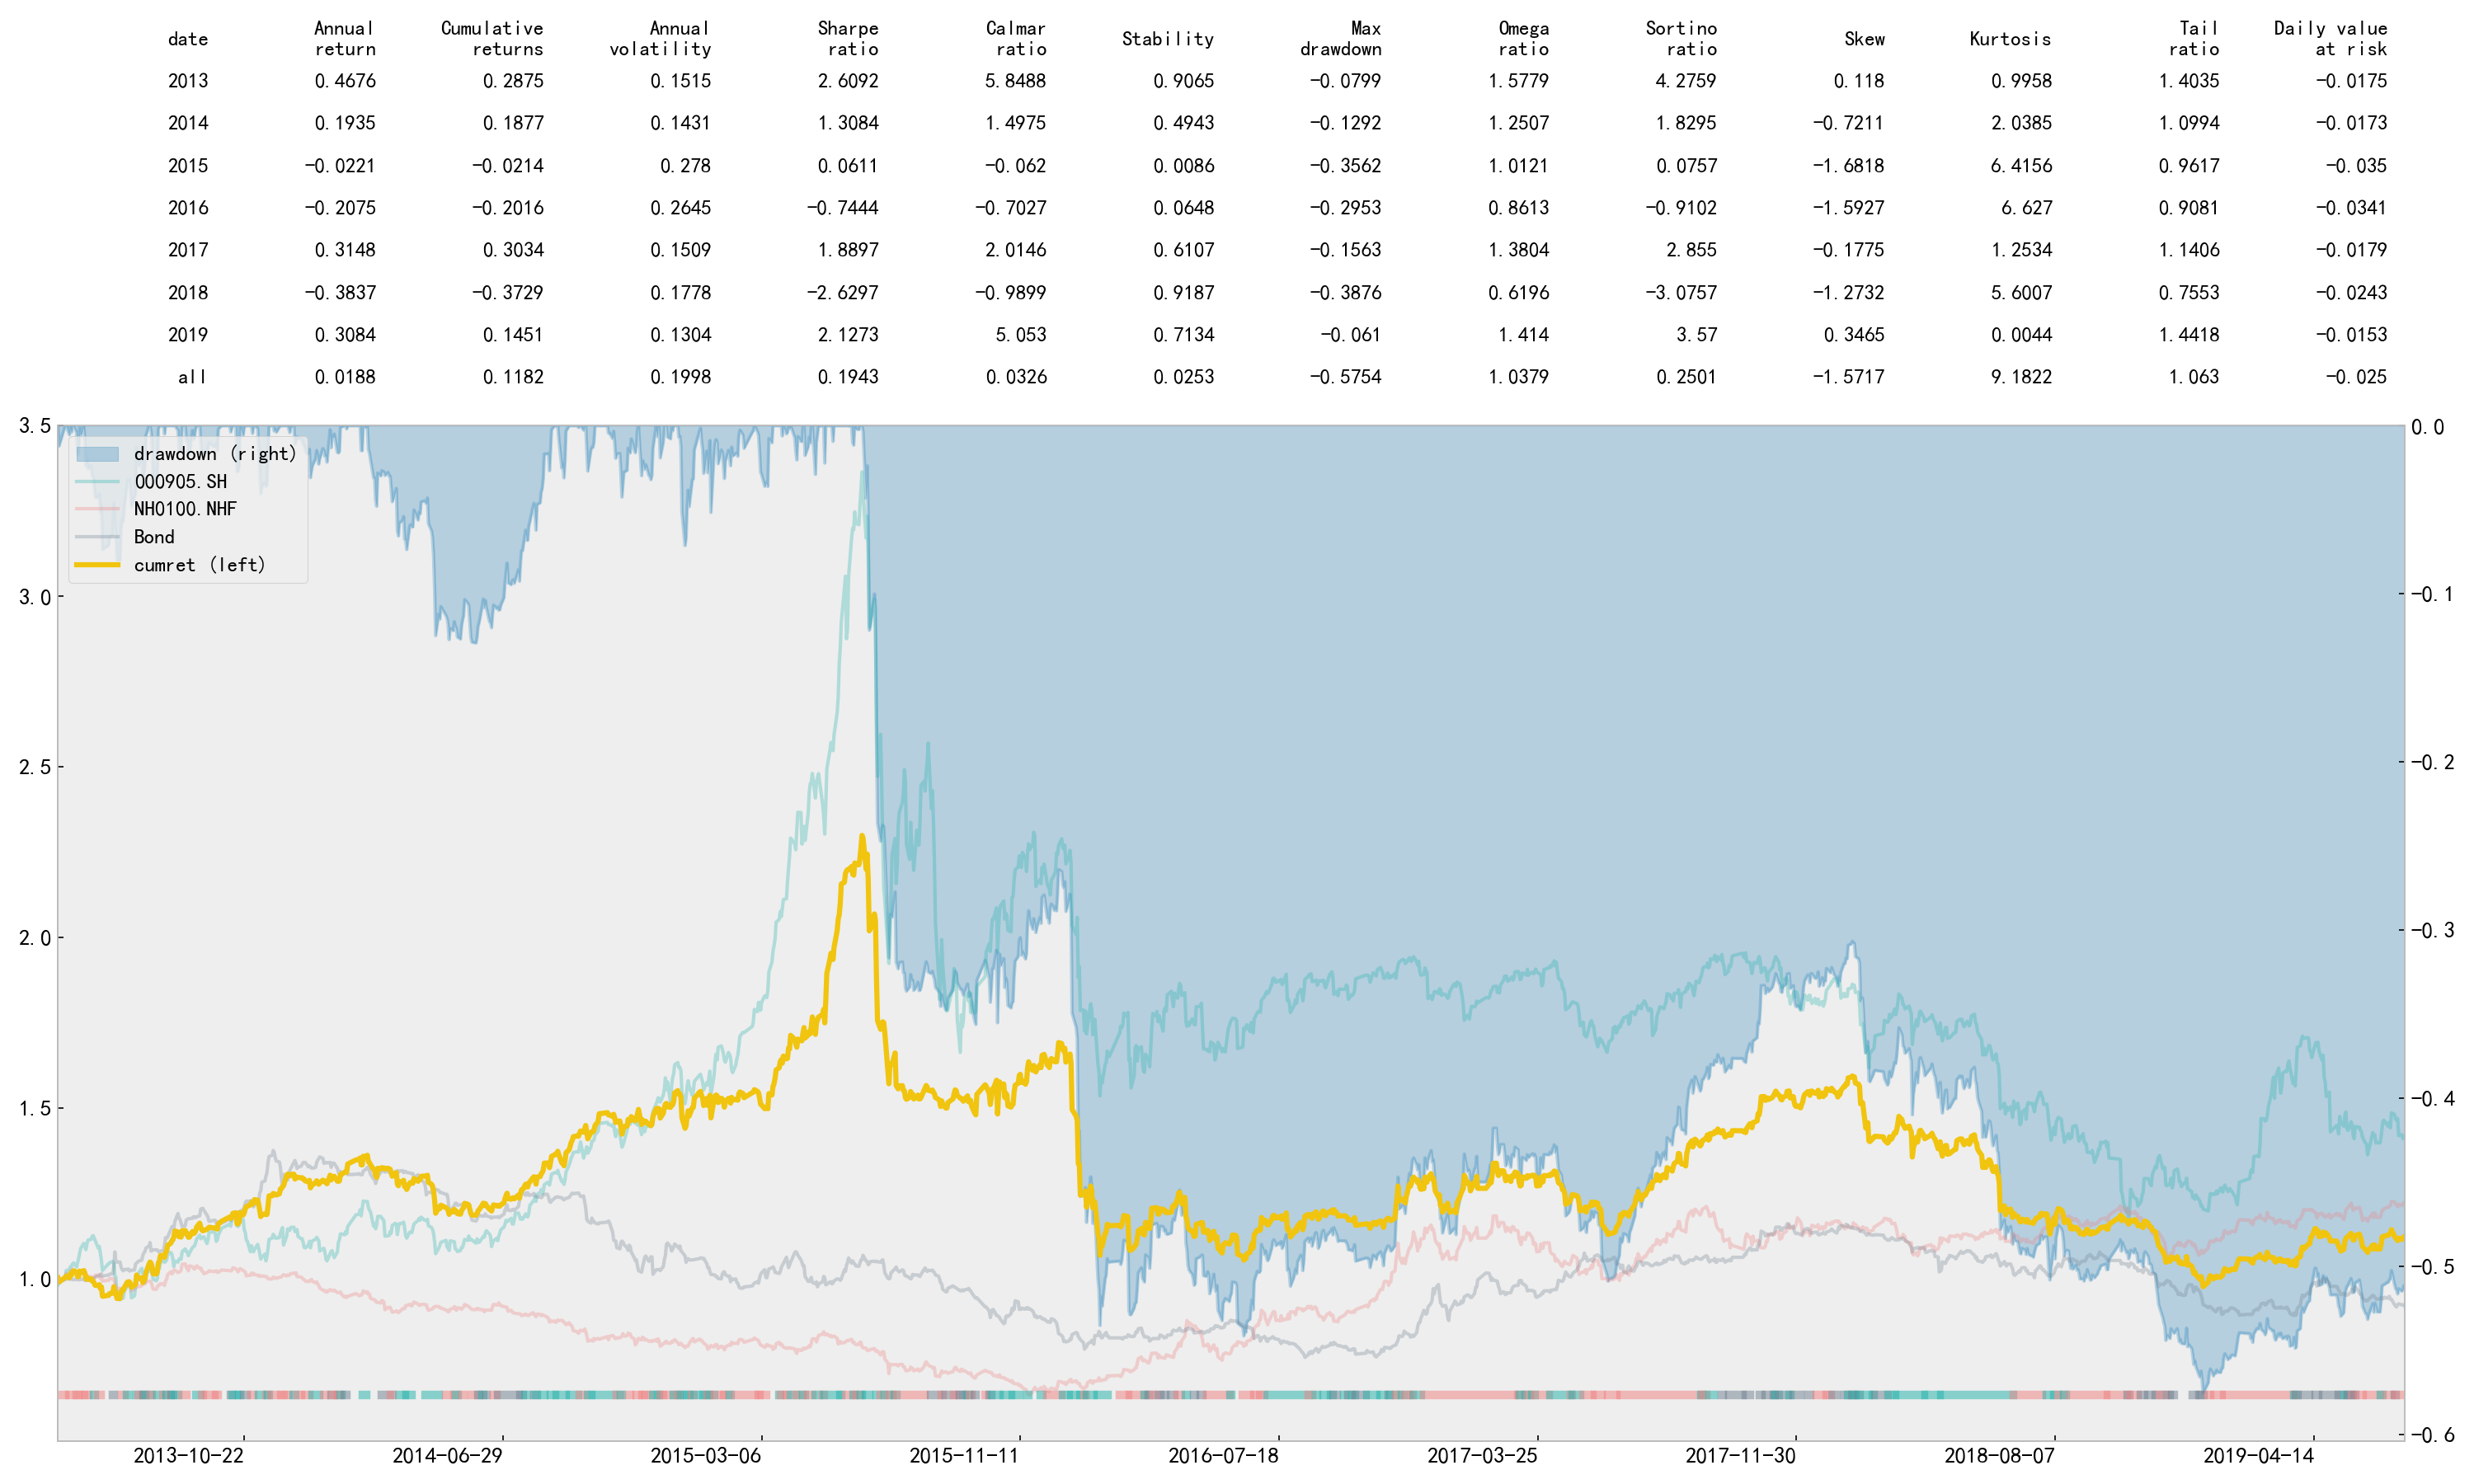 date Annual return Cumulative returns Annual volatility Sharpe ratio Calmar ratio Stability Max drawdown Omega ratio Sortino ratio Skew Kurtosis Tail ratio Daily value at risk
2013 0.4676 0.2875 0.1515 2.6092 5.8488 0.9065 -0.0799 1.5779 4.2759 0.118 0.9958 1.4035 -0.0175
2014 0.1935 0.1877 0.1431 1.3084 1.4975 0.4943 -0.1292 1.2507 1.8295 -0.7211 2.0385 1.0994 -0.0173
2015 -0.0221 -0.0214 0.278 0.0611 -0.062 0.0086 -0.3562 1.0121 0.0757 -1.6818 6.4156 0.9617 -0.035
2016 -0.2075 -0.2016 0.2645 -0.7444 -0.7027 0.0648 -0.2953 0.8613 -0.9102 -1.5927 6.627 0.9081 -0.0341
2017 0.3148 0.3034 0.1509 1.8897 2.0146 0.6107 -0.1563 1.3804 2.855 -0.1775 1.2534 1.1406 -0.0179
2018 -0.3837 -0.3729 0.1778 -2.6297 -0.9899 0.9187 -0.3876 0.6196 -3.0757 -1.2732 5.6007 0.7553 -0.0243
2019 0.3084 0.1451 0.1304 2.1273 5.053 0.7134 -0.061 1.414 3.57 0.3465 0.0044 1.4418 -0.0153
all 0.0188 0.1182 0.1998 0.1943 0.0326 0.0253 -0.5754 1.0379 0.2501 -1.5717 9.1822 1.063 -0.025
3.5
3.0
2.5
2.0
1.5
1.0
drawdown (right)
000905.SH
NH0100.NHF
Bond
cumret (left)
0.0
-0.1
-0.2
-0.3
-0.4
-0.5
-0.6
2013-10-22 2014-06-29 2015-03-06 2015-11-11 2016-07-18 2017-03-25 2017-11-30 2018-08-07 2019-04-14